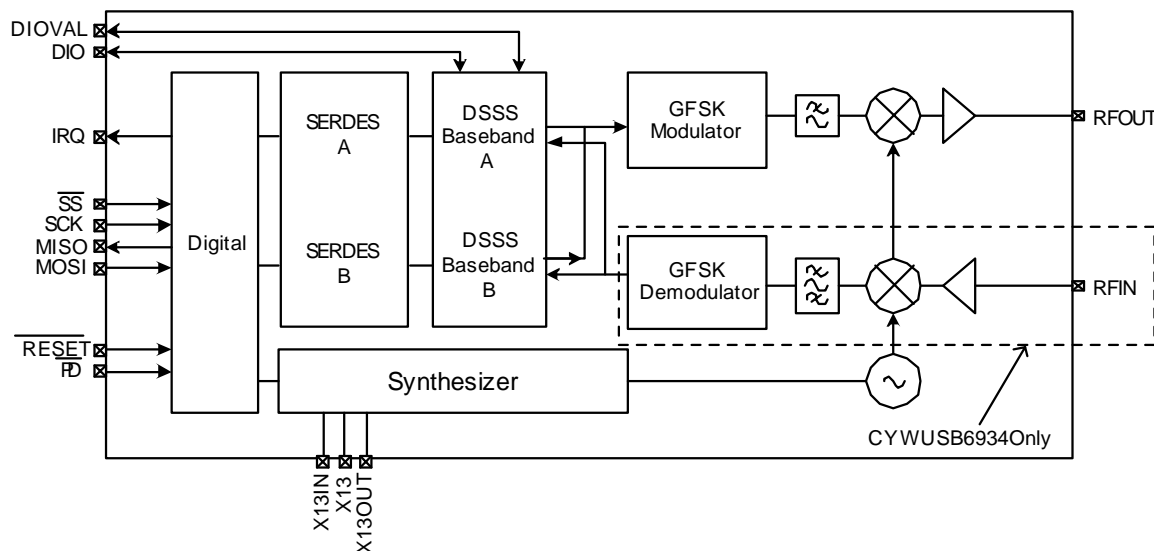 DIOVAL
DIO
IRQ
SS
SCK
MISO
MOSI
RESET
PD
Digital
SERDES
A
SERDES
B
DSSS
Baseband
A
DSSS
Baseband
B
GFSK
Modulator
GFSK
Demodulator
RFOUT
RFIN
Synthesizer
CYWUSB6934Only
X13IN
X13
X13OUT